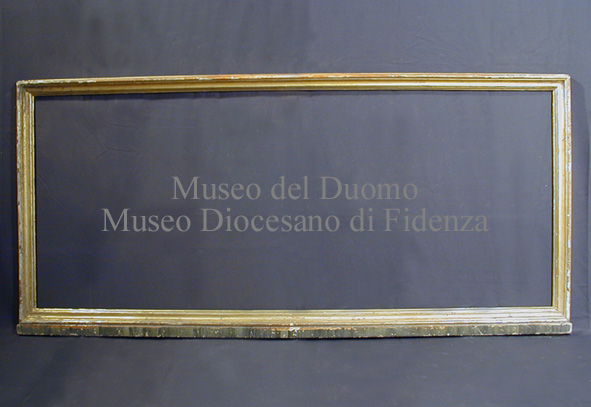 Museo del Duomo
Museo Diocesano di Fidenza